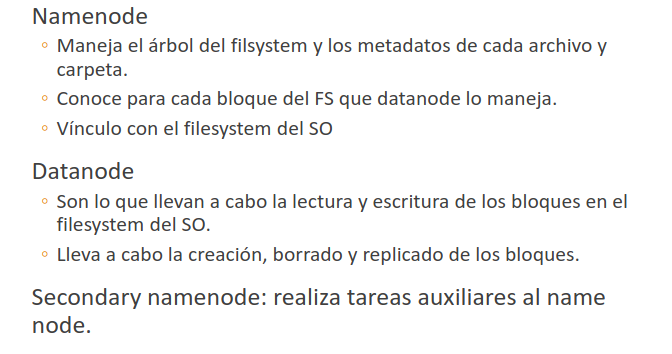 Namenode
◦ Maneja el árbol del filsystem y los metadatos de cada archivo y
carpeta.
◦ Conoce para cada bloque del FS que datanode lo maneja.
◦ Vínculo con el filesystem del SO
Datanode
◦ Son lo que llevan a cabo la lectura y escritura de los bloques en el
filesystem del SO.
◦ Lleva a cabo la creación, borrado y replicado de los bloques.
Secondary namenode: realiza tareas auxiliares al name
node.